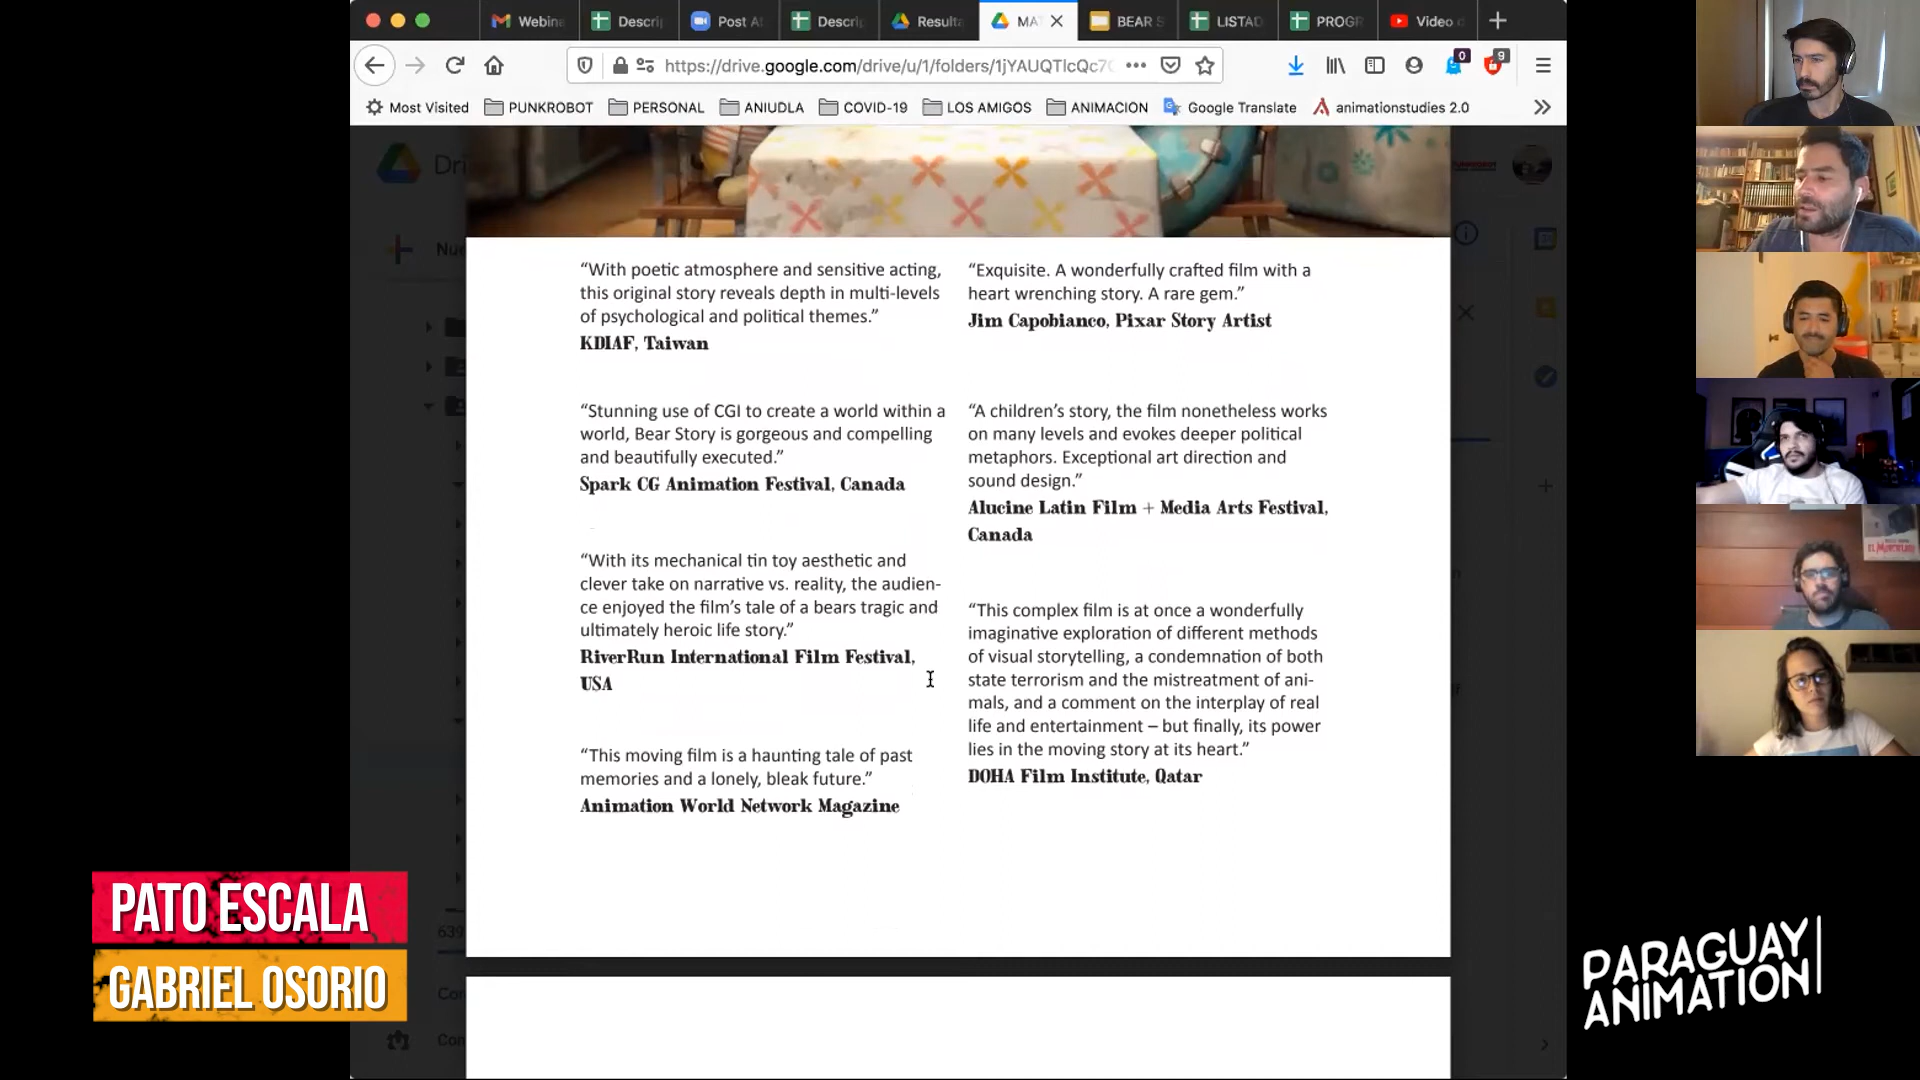 Webin
Descri
Post A
Descri
Result
MA
BEAR S
LISTAD
PROGR
Video d
https://drive.google.com/drive/u/1/folders/1jYAUQTlcQc7
0
9
Most Visited
PUNKROBOT
PERSONAL
ANIUDLA
COVID-19
LOS AMIGOS
ANIMACION
Google Translate
animationstudies 2.0
Dri
Nue
“With poetic atmosphere and sensitive acting,
this original story reveals depth in multi-levels
of psychological and political themes.”
KDIAF, Taiwan
“Stunning use of CGI to create a world within a
world, Bear Story is gorgeous and compelling
and beautifully executed.”
Spark CG Animation Festival, Canada
“With its mechanical tin toy aesthetic and
clever take on narrative vs. reality, the audien-
ce enjoyed the film’s tale of a bears tragic and
ultimately heroic life story.”
RiverRun International Film Festival,
USA
“This moving film is a haunting tale of past
memories and a lonely, bleak future.”
Animation World Network Magazine
“Exquisite. A wonderfully crafted film with a
heart wrenching story. A rare gem.”
Jim Capobianco, Pixar Story Artist
“A children’s story, the film nonetheless works
on many levels and evokes deeper political
metaphors. Exceptional art direction and
sound design.”
Alucine Latin Film + Media Arts Festival,
Canada
“This complex film is at once a wonderfully
imaginative exploration of different methods
of visual storytelling, a condemnation of both
state terrorism and the mistreatment of ani-
mals, and a comment on the interplay of real
life and entertainment – but finally, its power
lies in the moving story at its heart.”
DOHA Film Institute, Qatar
639
Cor
Con
PATO ESCALA
GABRIEL OSORIO
PARAGUAY
ANIMATION